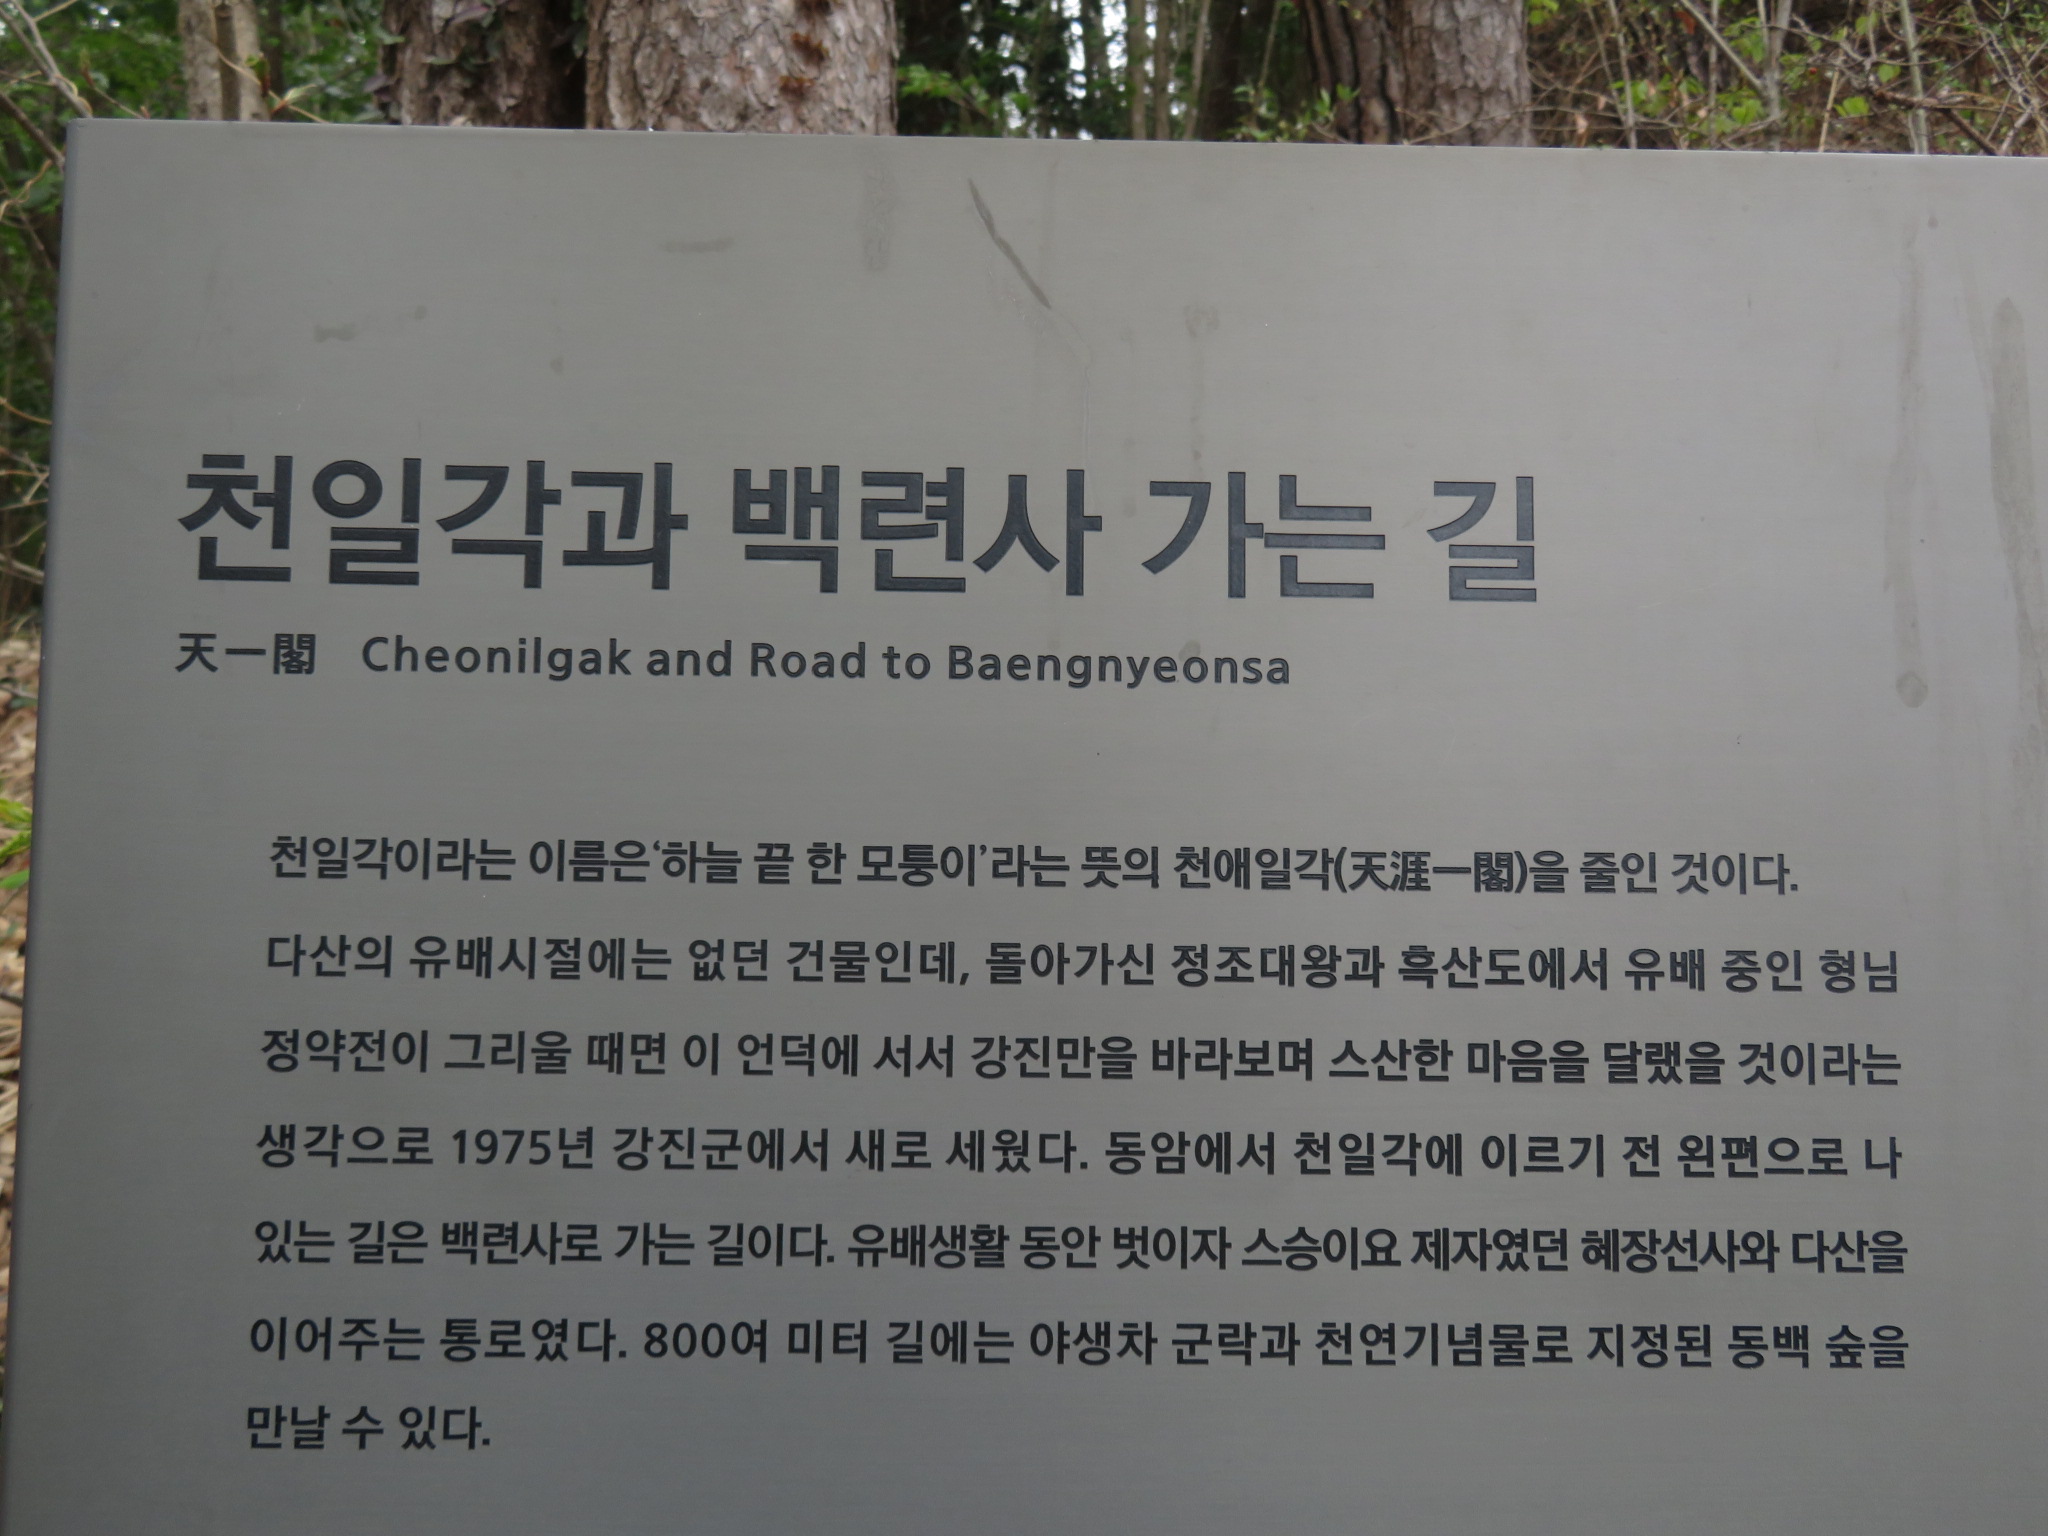 천일각과 백련사 가는 길
天一閣 Cheonilgak and Road to Baengnyeonsa
천일각이라는 이름은‘하늘 끝 한 모퉁이’라는 뜻의 천애일각(天涯一閣)을 줄인 것이다.
다산의 유배시절에는 없던 건물인데, 돌아가신 정조대왕과 흑산도에서 유배 중인 형님
정약전이 그리울 때면 이 언덕에 서서 강진만을 바라보며 스산한 마음을 달랬을 것이라는
생각으로 1975년 강진군에서 새로 세웠다. 동암에서 천일각에 이르기 전 왼편으로 나
있는 길은 백련사로 가는 길이다. 유배생활 동안 벗이자 스승이요 제자였던 혜장선사와 다산을
이어주는 통로였다. 800여 미터 길에는 야생차 군락과 천연기념물로 지정된 동백 숲을
만날 수 있다.